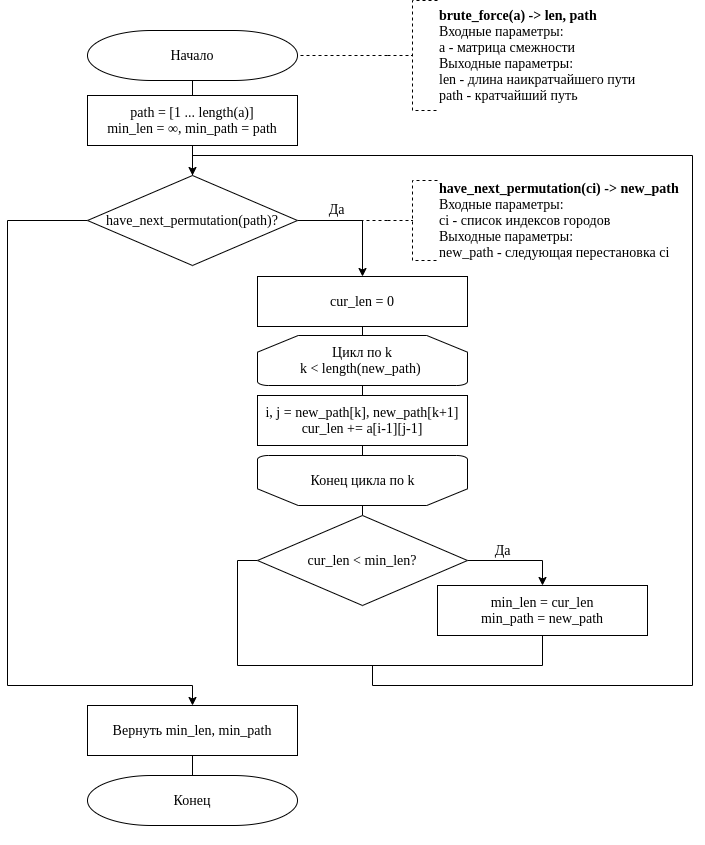 brute_force(a) -> len, path
Входные параметры:
a - матрица смежности
Выходные параметры:
len - длина наикратчайшего пути
path - кратчайший путь
Начало
path = [1 ... length(a)]
min_len = ∞, min_path = path
have_next_permutation(path)?
Да
have_next_permutation(ci) -> new_path
Входные параметры:
ci - список индексов городов
Выходные параметры:
new_path - следующая перестановка ci
cur_len = 0
Цикл по k
k < length(new_path)
i, j = new_path[k], new_path[k+1]
cur_len += a[i-1][j-1]
Конец цикла по k
cur_len < min_len?
Да
min_len = cur_len
min_path = new_path
Вернуть min_len, min_path
Конец